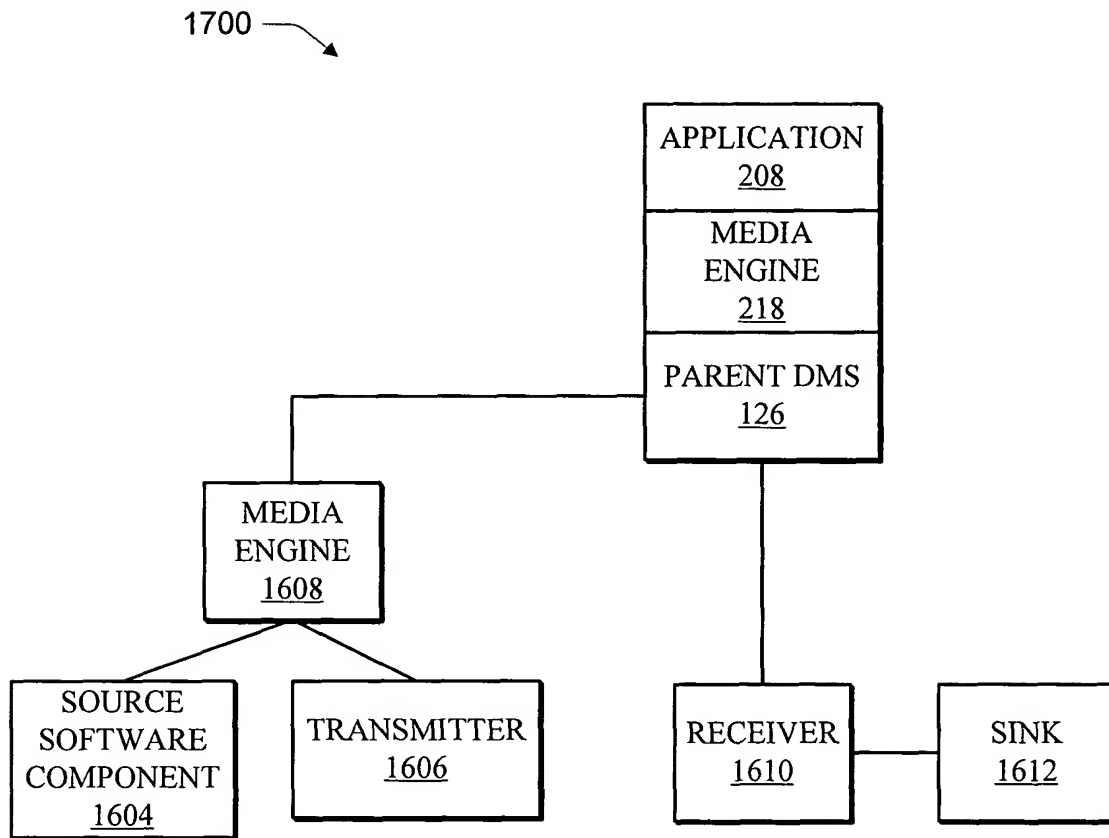 1700
APPLICATION
208
MEDIA
ENGINE
218
PARENT DMS
126
MEDIA
ENGINE
1608
SOURCE
SOFTWARE
COMPONENT
1604
TRANSMITTER
1606
RECEIVER
1610
SINK
1612